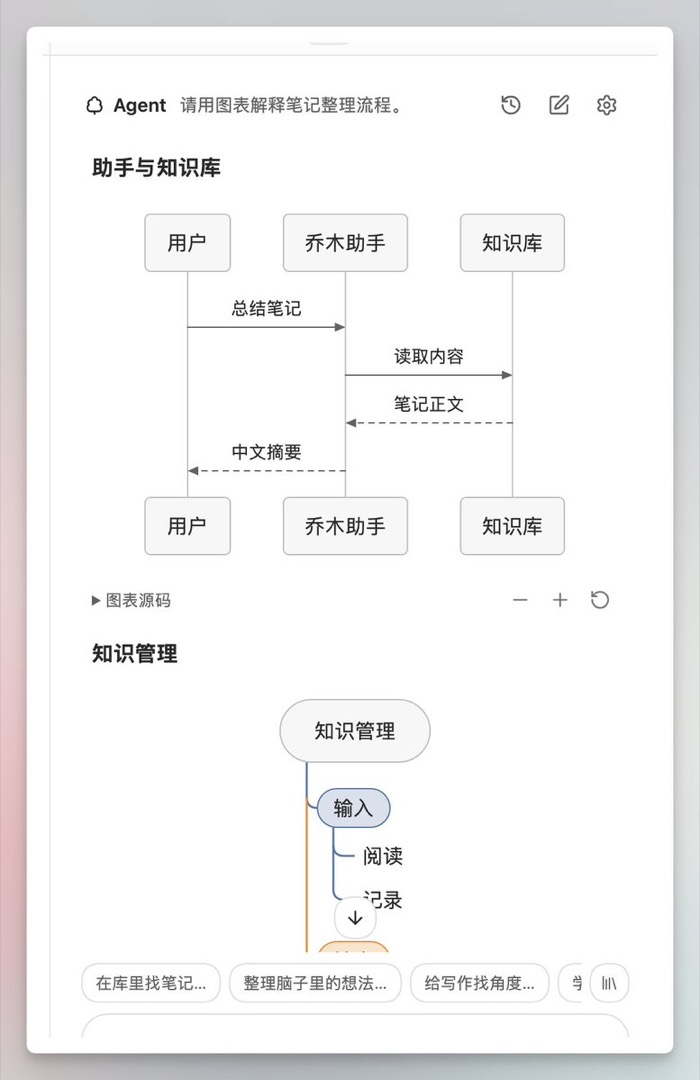 Agent 请用图表解释笔记整理流程。
助手与知识库
用户 乔木助手 知识库
总结笔记
读取内容
笔记正文
中文摘要
用户 乔木助手 知识库
图表源码
知识管理
知识管理
输入
阅读
记录
在库里找笔记... 整理脑子里的想法... 给写作找角度...